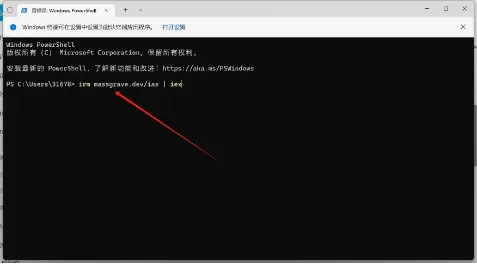 管理员: Windows PowerShell
Windows 终端可在设置中设置为默认终端应用程序。 打开设置
Windows PowerShell
版权所有 (C) Microsoft Corporation。保留所有权利。
安装最新的 PowerShell，了解新功能和改进！https://aka.ms/PSWindows
PS C:\Users\31678> irm massgrave.dev/ias | iex